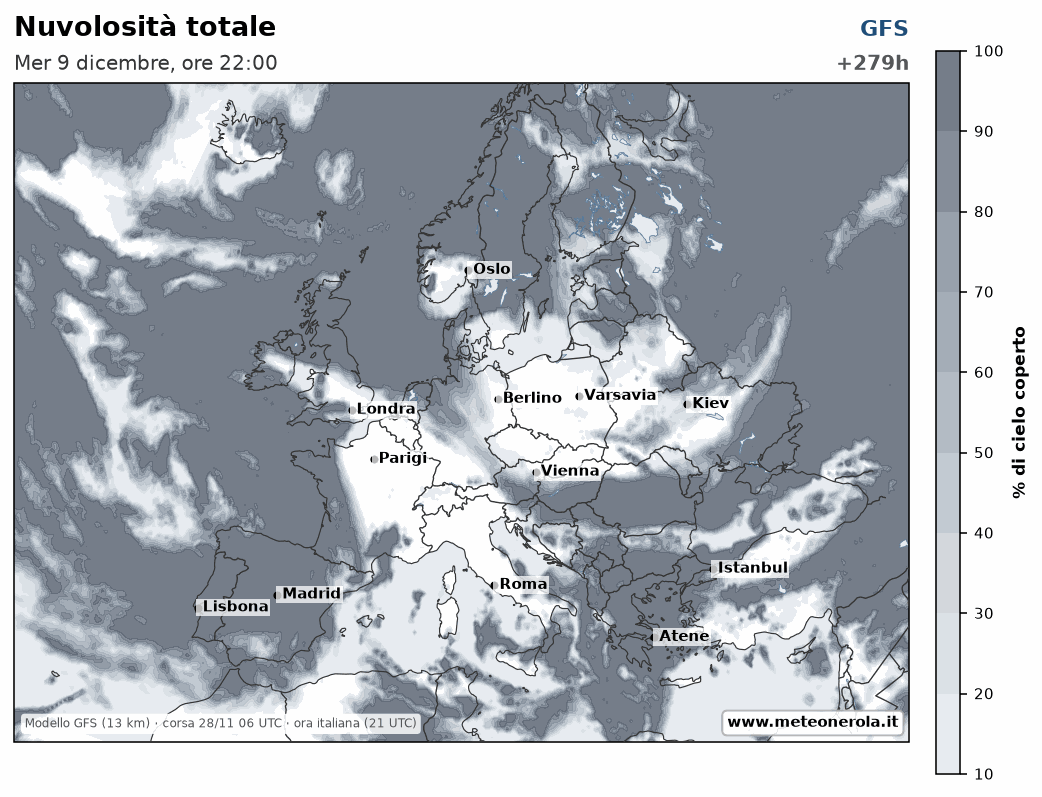 Nuvolosità totale
GFS
Mer 9 dicembre, ore 22:00
+279h
100
90
80
70
60
50
40
30
20
10
% di cielo coperto
Oslo
Londra
Berlino
Varsavia
Kiev
Parigi
Vienna
Istanbul
Roma
Madrid
Lisbona
Atene
Modello GFS (13 km) · corsa 28/11 06 UTC · ora italiana (21 UTC)
www.meteonerola.it